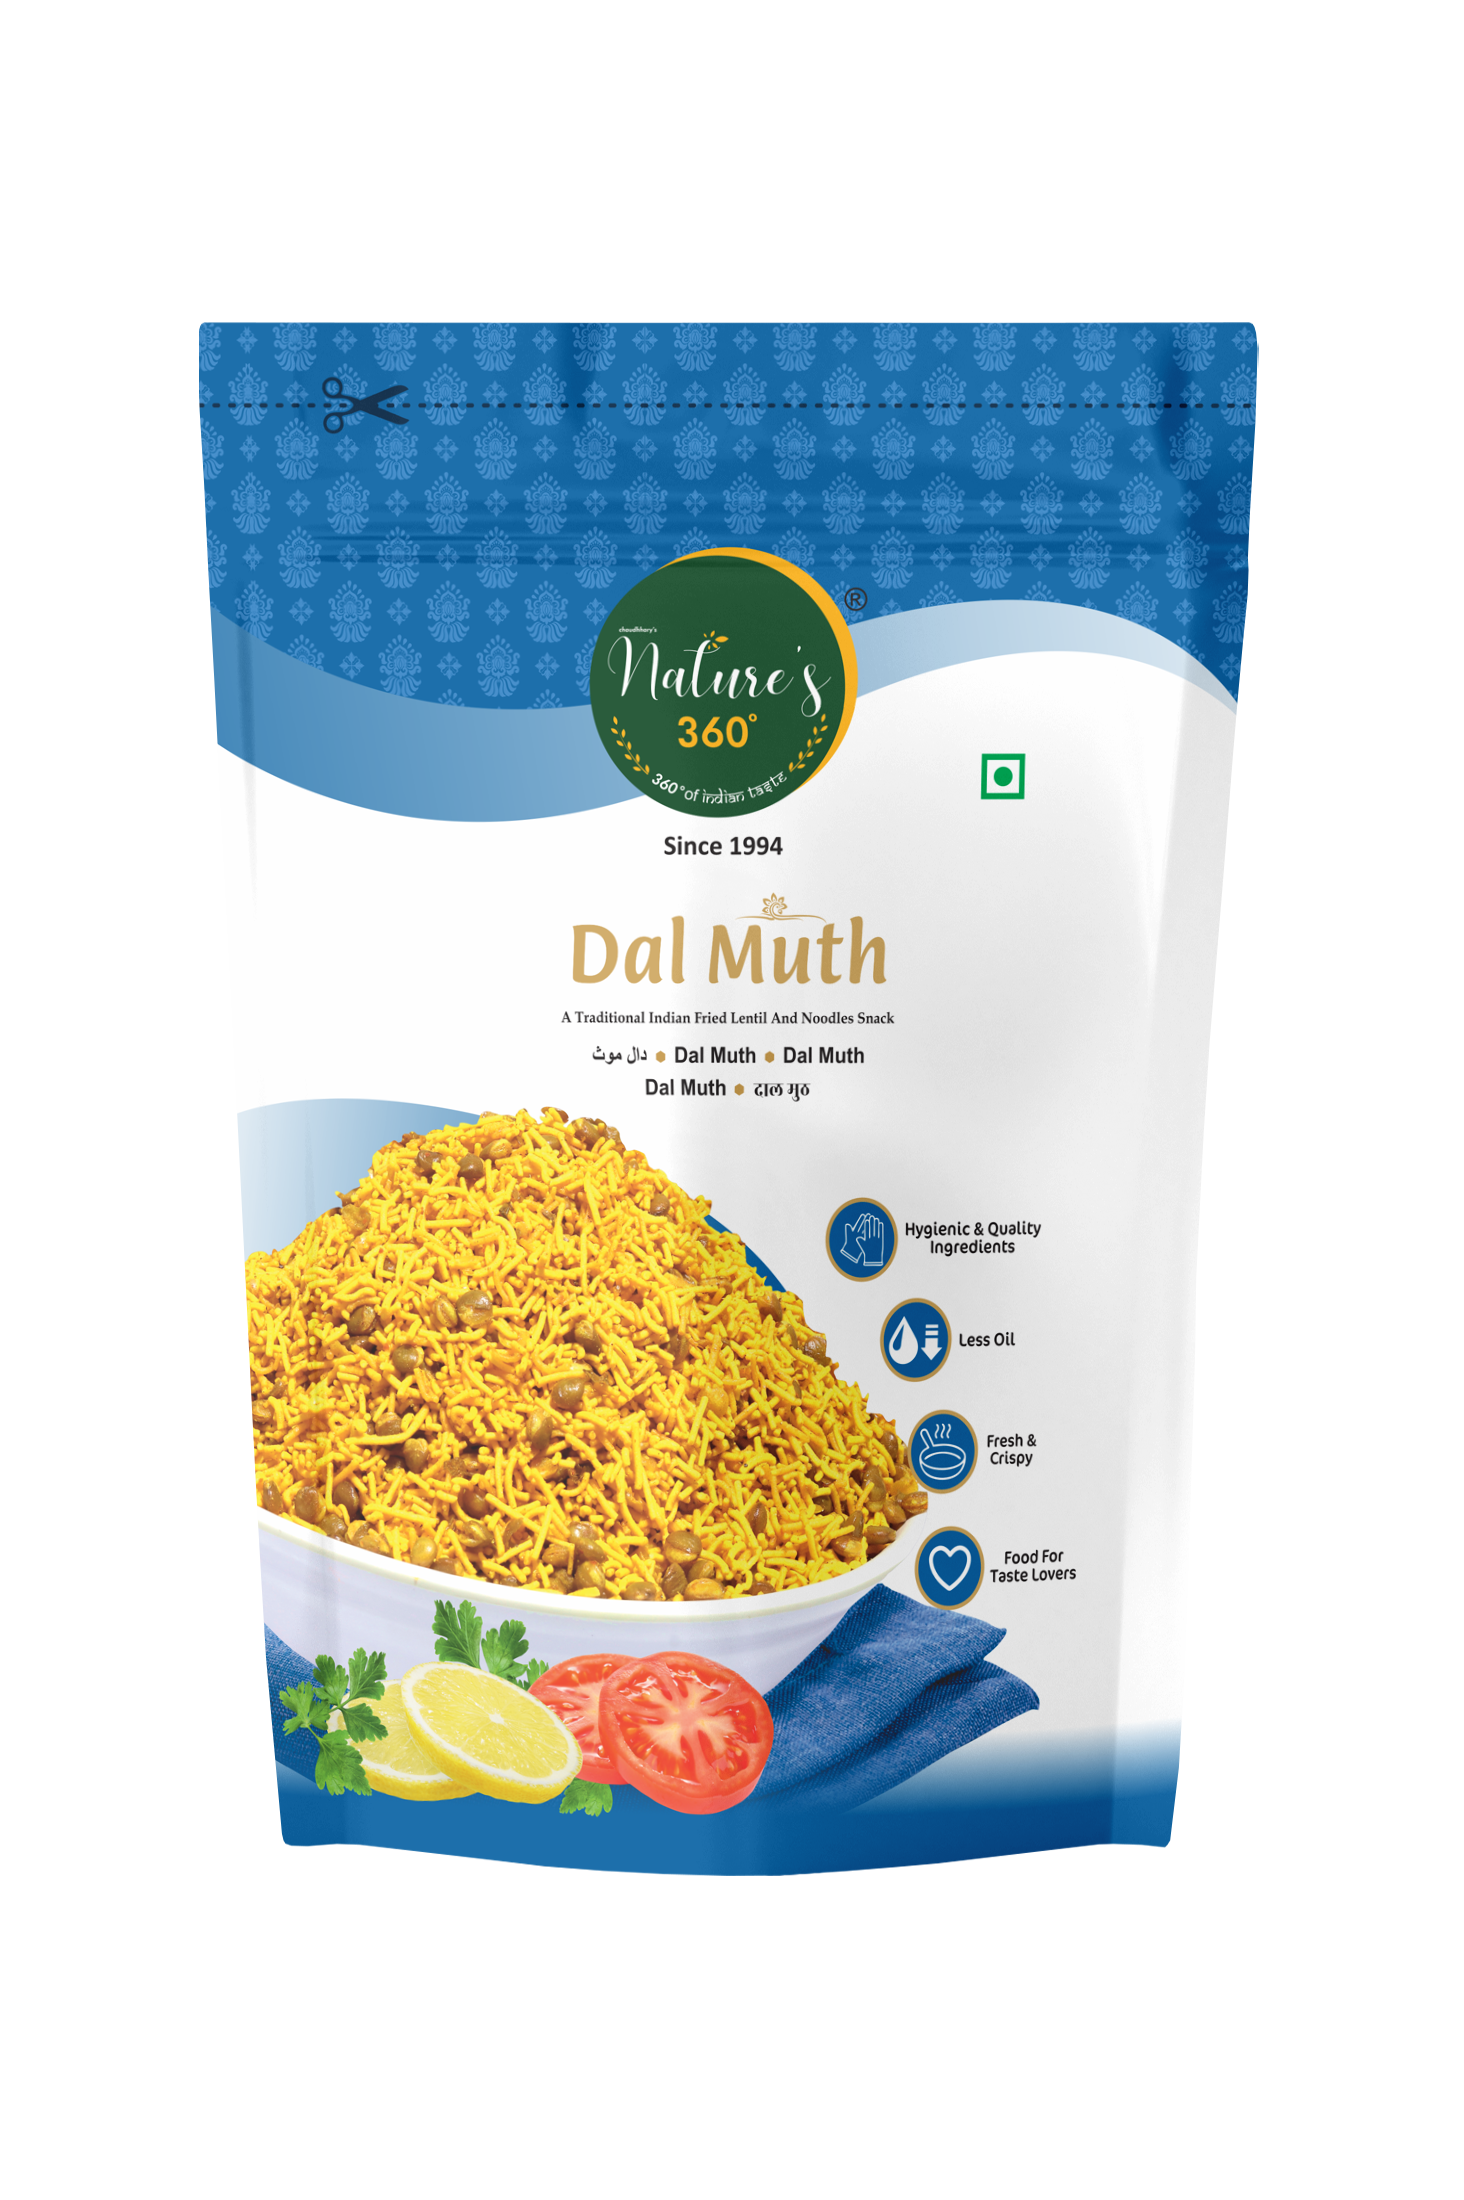 chaudhhary's
Nature's
360°
360° of indian taste
®
Since 1994
Dal Muth
A Traditional Indian Fried Lentil And Noodles Snack
دال موٹ • Dal Muth • Dal Muth
Dal Muth • दाल मुठ
Hygienic & Quality
Ingredients
Less Oil
Fresh &
Crispy
Food For
Taste Lovers